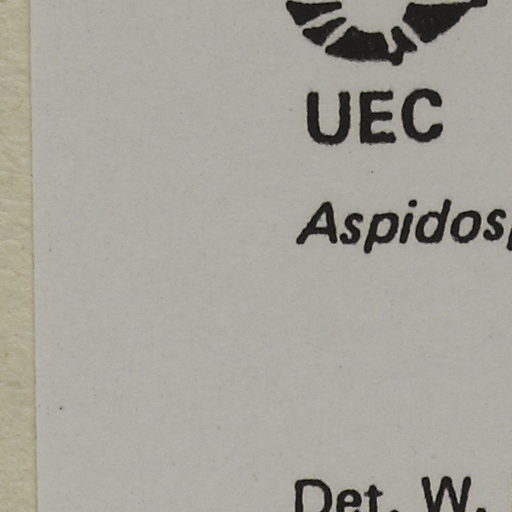 UEC
Aspidos
Det. W.